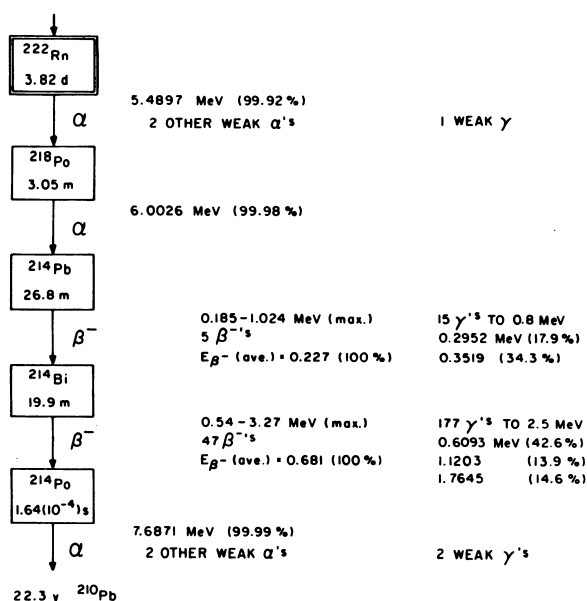 ²²²Rn
3.82 d
α
5.4897 MeV (99.92%)
2 OTHER WEAK α's
1 WEAK γ
²¹⁸Po
3.05 m
α
6.0026 MeV (99.98%)
²¹⁴Pb
26.8 m
β⁻
0.185–1.024 MeV (max.)
5 β⁻'s
Eβ⁻ (ave.) = 0.227 (100%)
15 γ's TO 0.8 MeV
0.2952 MeV (17.9%)
0.3519 (34.3%)
²¹⁴Bi
19.9 m
β⁻
0.54–3.27 MeV (max.)
47 β⁻'s
Eβ⁻ (ave.) = 0.681 (100%)
177 γ's TO 2.5 MeV
0.6093 MeV (42.6%)
1.1203 (13.9%)
1.7645 (14.6%)
²¹⁴Po
1.64(10⁻⁴)s
α
7.6871 MeV (99.99%)
2 OTHER WEAK α's
2 WEAK γ's
22.3 y ²¹⁰Pb